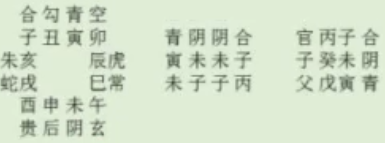 合勾青空
子丑寅卯 青阴阴合 官丙子合
朱亥 辰虎 寅未未子 子癸未阴
蛇戌 巳常 未子子丙 父戊寅青
酉申未午
贵后阴玄